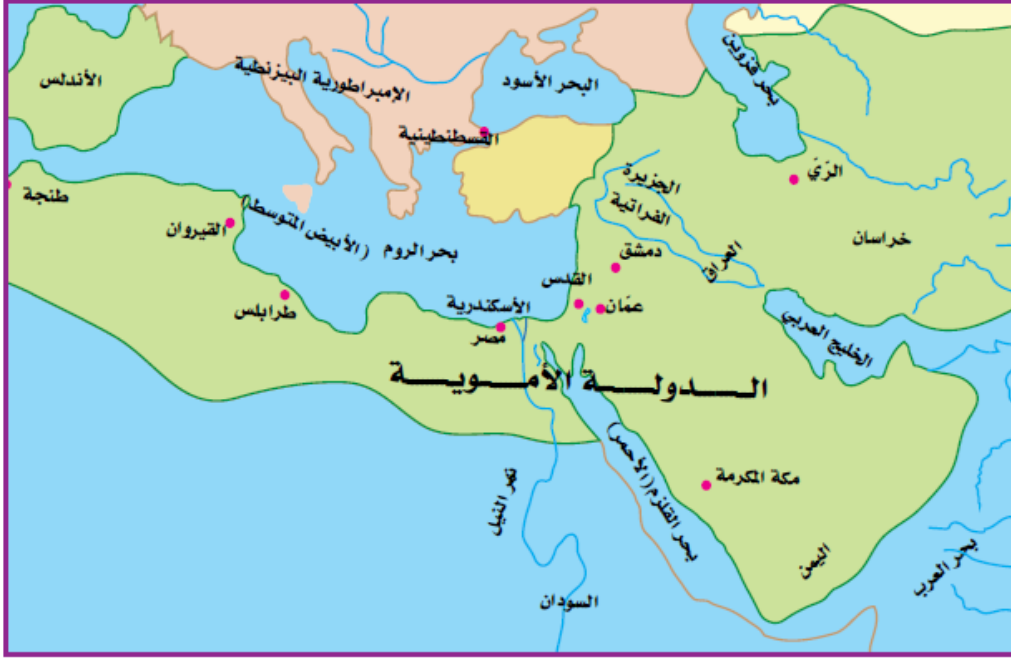 الأندلس
الإمبراطورية البيزنطية
البحر الأسود
بحر قزوين
القسطنطينية
طنجة
القيروان
بحر الروم (الأبيض المتوسط)
الجزيرة
الفراتية
الرّيّ
خراسان
دمشق
العراق
القدس
عمّان
طرابلس
الأسكندرية
مصر
الخليج العربي
الـــدولـــة الأمـــويـــة
مكة المكرمة
بحر القلزم (الأحمر)
نهر النيل
اليمن
بحر العرب
السودان